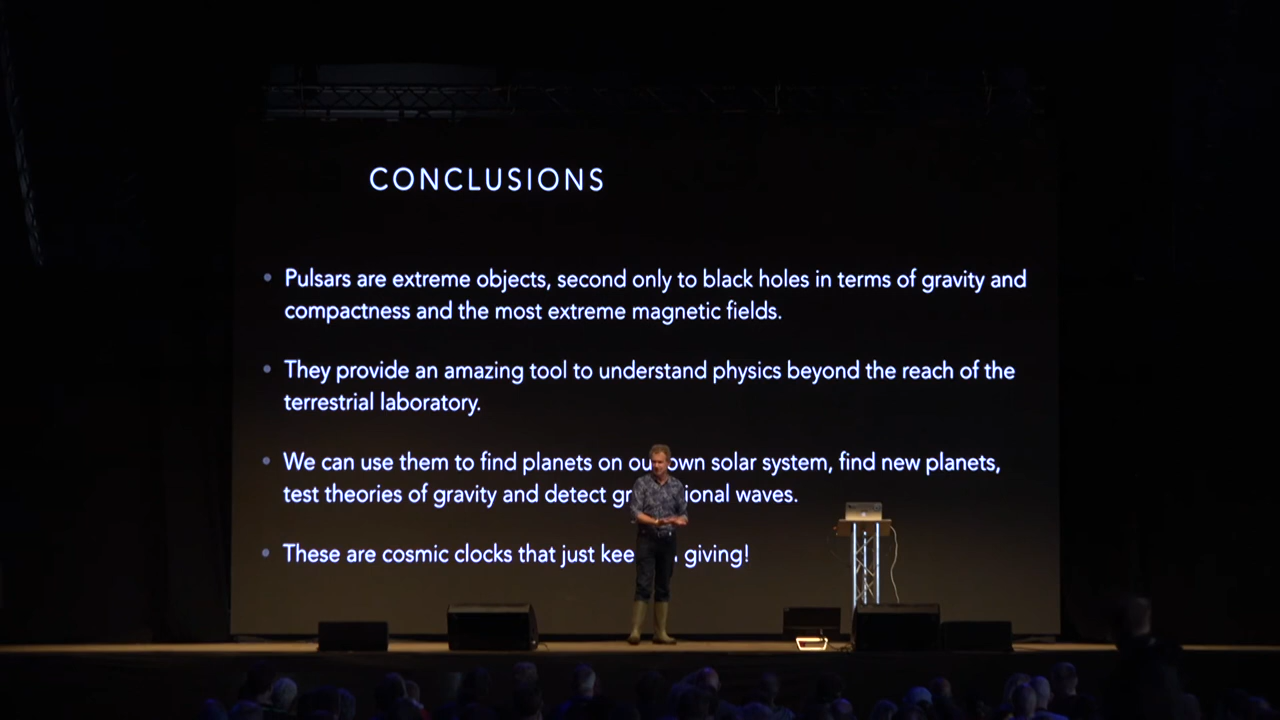 CONCLUSIONS
• Pulsars are extreme objects, second only to black holes in terms of gravity and
compactness and the most extreme magnetic fields.
• They provide an amazing tool to understand physics beyond the reach of the
terrestrial laboratory.
• We can use them to find planets on own solar system, find new planets,
test theories of gravity and detect waves.
• These are cosmic clocks that just giving!